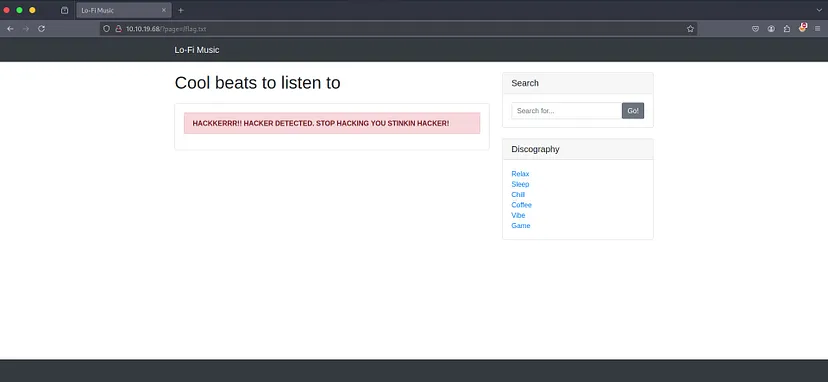 Lo-Fi Music
10.10.19.68/?page=/flag.txt
Lo-Fi Music
Cool beats to listen to
HACKKERRR!! HACKER DETECTED. STOP HACKING YOU STINKIN HACKER!
Search
Search for...
Go!
Discography
Relax
Sleep
Chill
Coffee
Vibe
Game